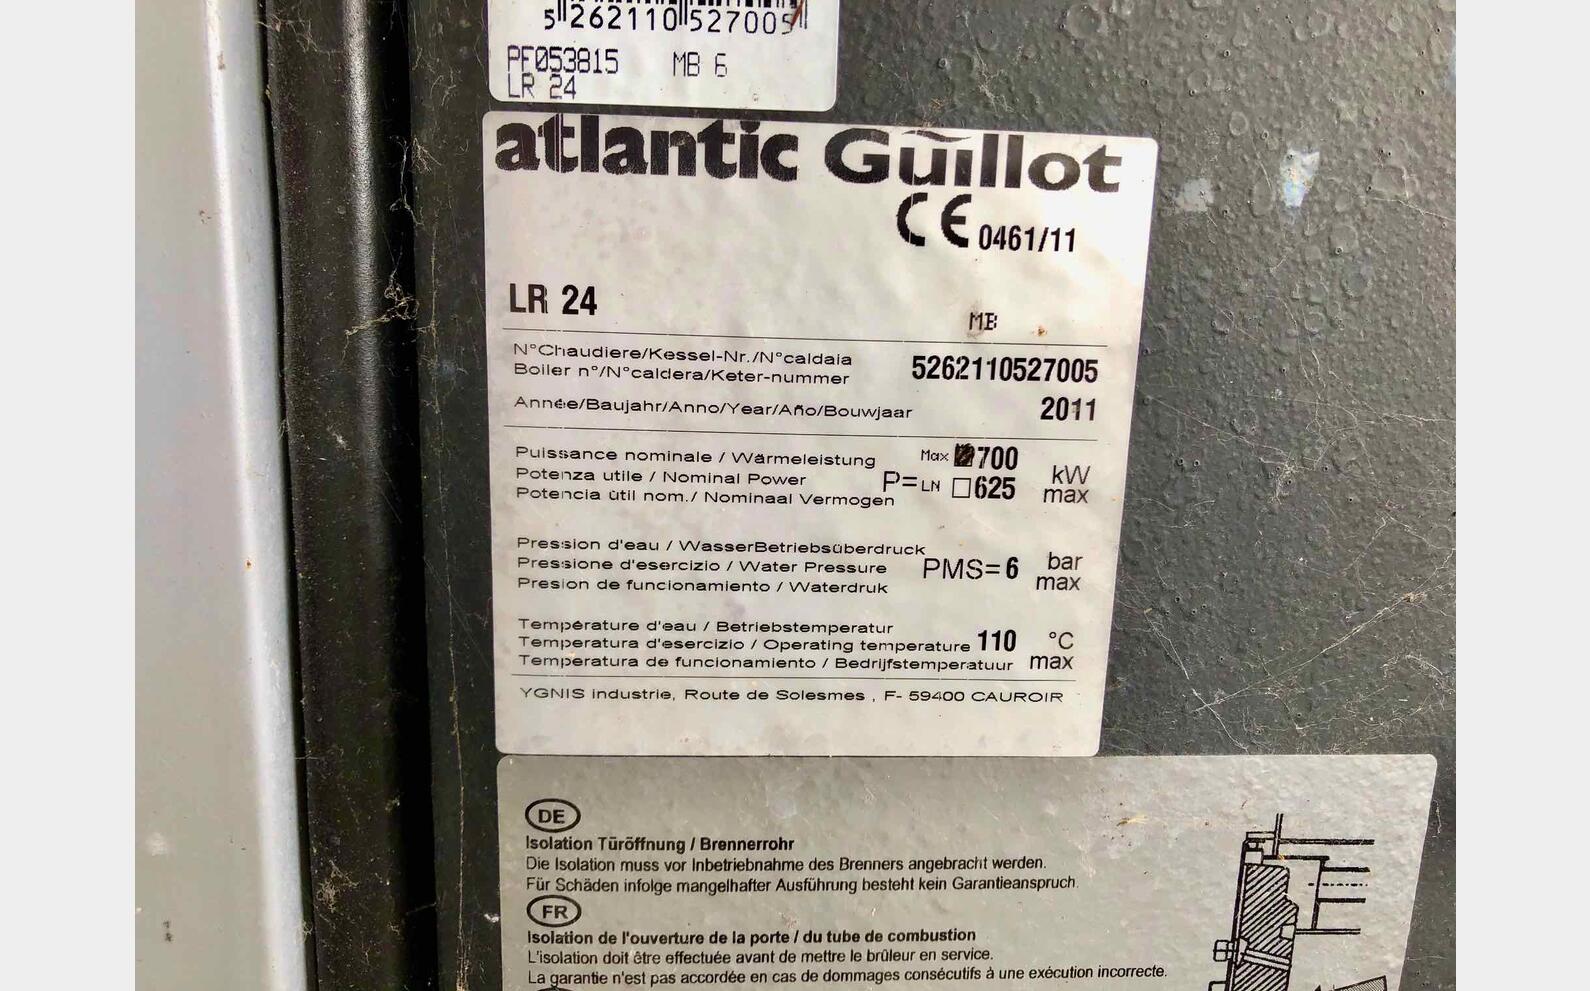 5262110527005
PF053815 MB 6
LR 24
atlantic Guillot
CE 0461/11
LR 24
MB
N°Chaudiere/Kessel-Nr./N°caldaia
Boiler n°/N°caldera/Keter-nummer 5262110527005
Année/Baujahr/Anno/Year/Año/Bouwjaar 2011
Puissance nominale / Wärmeleistung Max 700
Potenza utile / Nominal Power P= LN 625 kW
Potencia ùtil nom./ Nominaal Vermogen max
Pression d'eau / WasserBetriebsüberdruck
Pressione d'esercizio / Water Pressure PMS=6 bar
Presion de funcionamiento / Waterdruk max
Température d'eau / Betriebstemperatur
Temperatura d'esercizio / Operating temperature 110 °C
Temperatura de funcionamiento / Bedrijfstemperatuur max
YGNIS industrie, Route de Solesmes , F- 59400 CAUROIR
DE
Isolation Türöffnung / Brennerrohr
Die Isolation muss vor Inbetriebnahme des Brenners angebracht werden.
Für Schäden infolge mangelhafter Ausführung besteht kein Garantieanspruch.
FR
Isolation de l'ouverture de la porte / du tube de combustion
L'isolation doit être effectuée avant de mettre le brûleur en service.
La garantie n'est pas accordée en cas de dommages consécutifs à une exécution incorrecte.